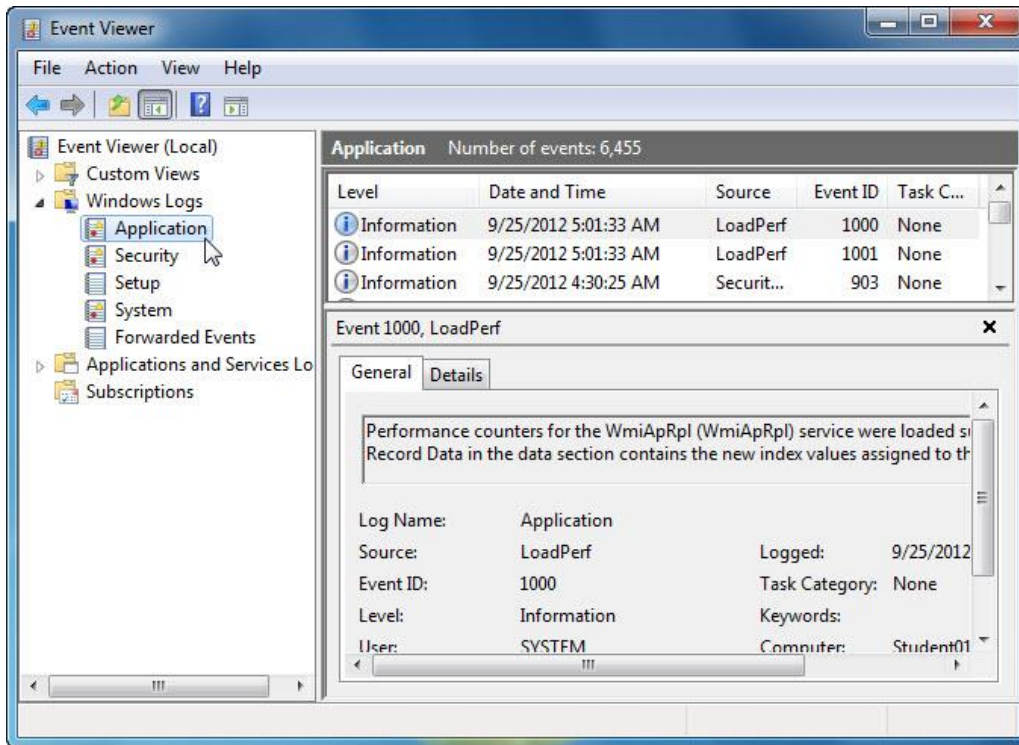 Event Viewer
File Action View Help
Event Viewer (Local)
Custom Views
Windows Logs
Application
Security
Setup
System
Forwarded Events
Applications and Services Lo
Subscriptions
Application Number of events: 6,455
Level Date and Time Source Event ID Task C...
Information 9/25/2012 5:01:33 AM LoadPerf 1000 None
Information 9/25/2012 5:01:33 AM LoadPerf 1001 None
Information 9/25/2012 4:30:25 AM Securit... 903 None
Event 1000, LoadPerf
General Details
Performance counters for the WmiApRpl (WmiApRpl) service were loaded
Record Data in the data section contains the new index values assigned to
Log Name: Application
Source: LoadPerf Logged: 9/25/2012
Event ID: 1000 Task Category: None
Level: Information Keywords:
User: SYSTEM Computer: Student01